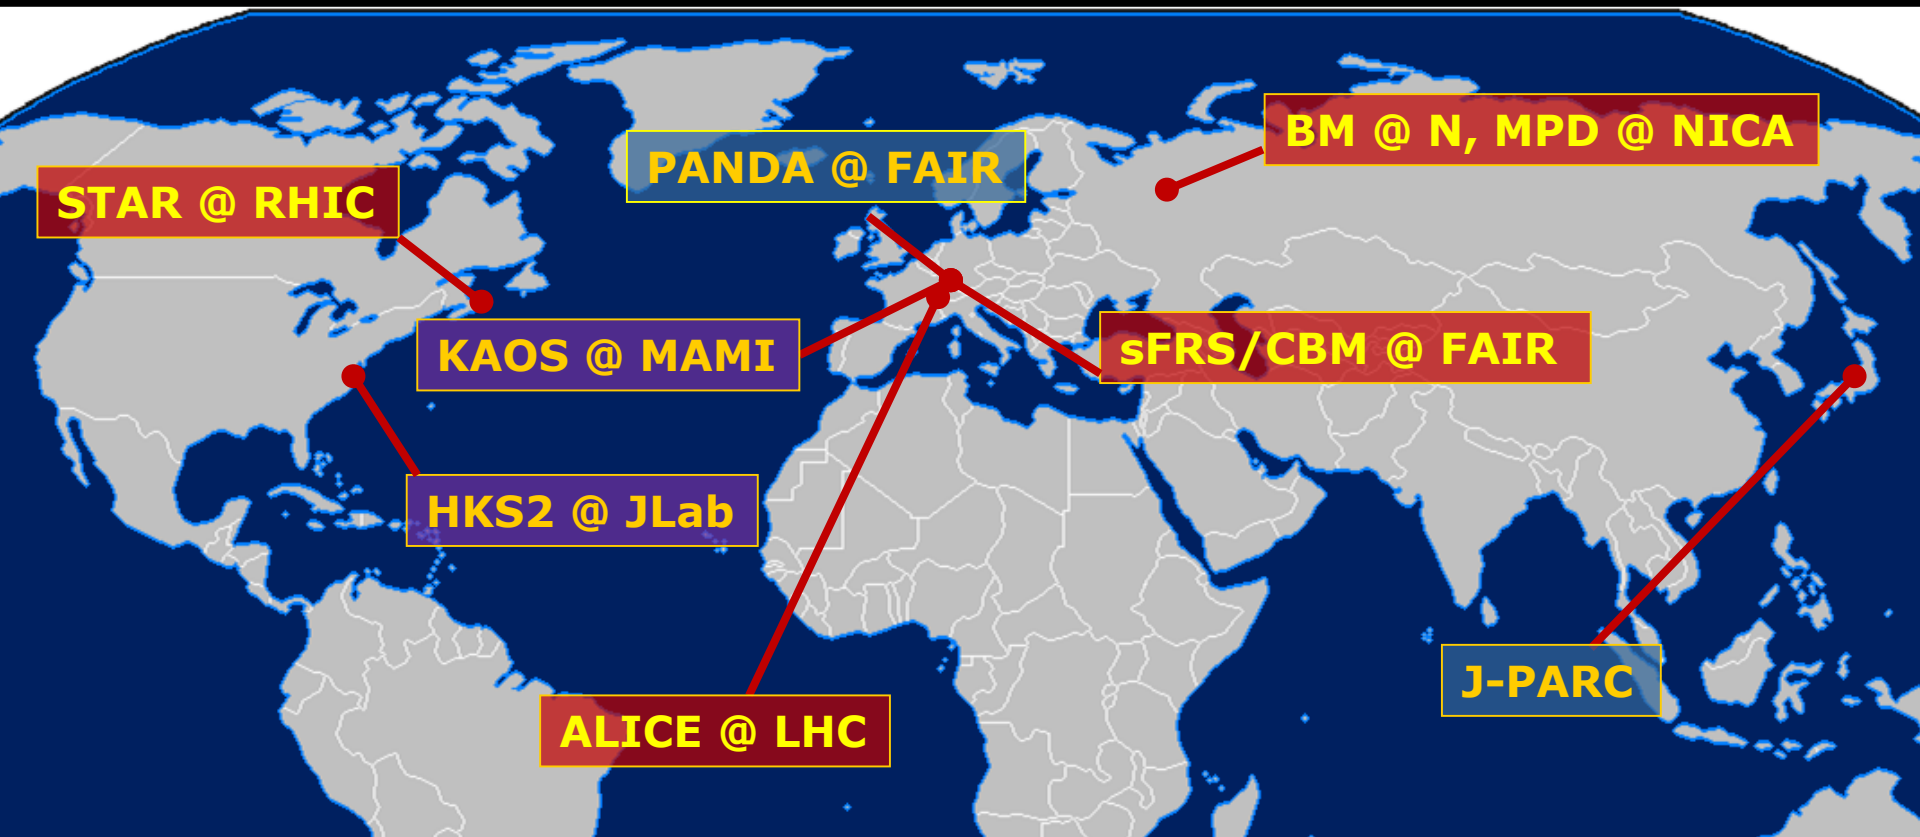 BM @ N, MPD @ NICA
PANDA @ FAIR
STAR @ RHIC
KAOS @ MAMI
sFRS/CBM @ FAIR
HKS2 @ JLab
J-PARC
ALICE @ LHC